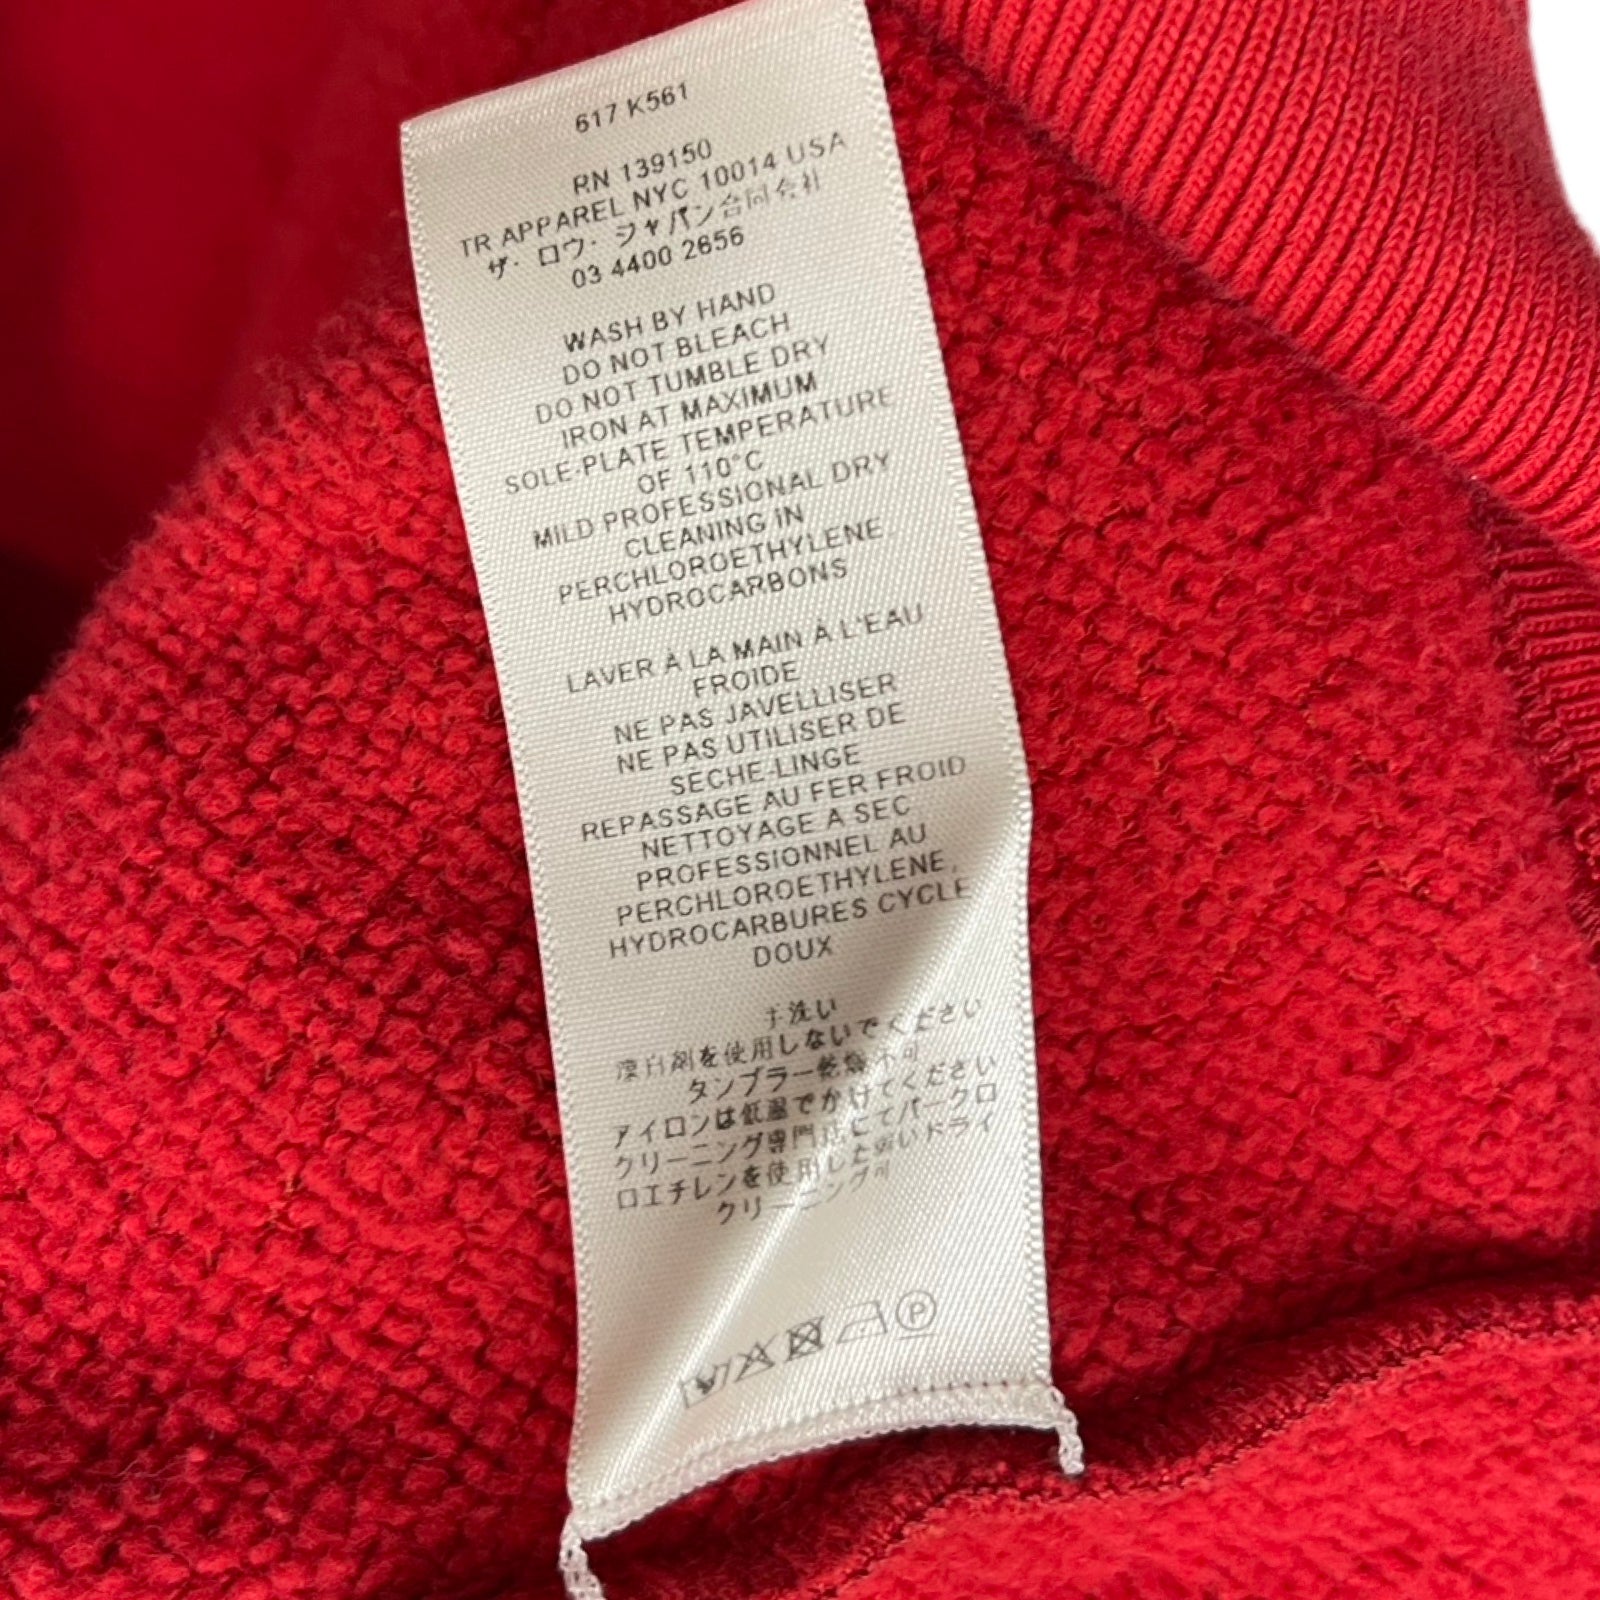 617 K561
RN 139150
TR APPAREL NYC 10014 USA
ザ・ロウ・ジャパン合同会社
03 4400 2656
WASH BY HAND
DO NOT BLEACH
DO NOT TUMBLE DRY
IRON AT MAXIMUM
SOLE-PLATE TEMPERATURE
OF 110°C
MILD PROFESSIONAL DRY
CLEANING IN
PERCHLOROETHYLENE
HYDROCARBONS
LAVER À LA MAIN À L'EAU
FROIDE
NE PAS JAVELLISER
NE PAS UTILISER DE
SECHE-LINGE
REPASSAGE AU FER FROID
NETTOYAGE A SEC
PROFESSIONNEL AU
PERCHLOROETHYLENE,
HYDROCARBURES CYCLE
DOUX
手洗い
漂白剤を使用しないでください
タンブラー乾燥不可
アイロンは低温でかけてください
クリーニング専門店にてパークロ
ロエチレンを使用した弱いドライ
クリーニング可
P